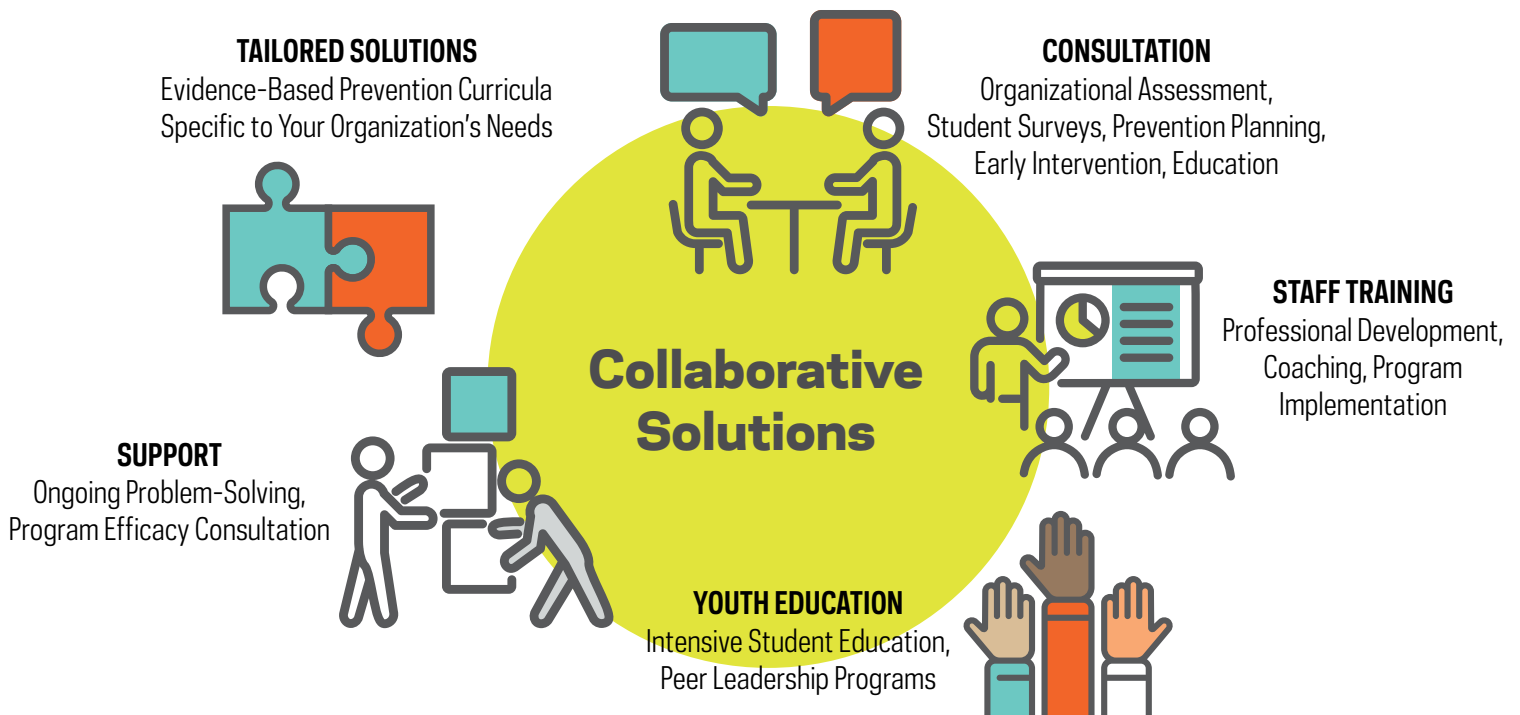 TAILORED SOLUTIONS
Evidence-Based Prevention Curricula
Specific to Your Organization's Needs
CONSULTATION
Organizational Assessment,
Student Surveys, Prevention Planning,
Early Intervention, Education
STAFF TRAINING
Professional Development,
Coaching, Program
Implementation
Collaborative
Solutions
SUPPORT
Ongoing Problem-Solving,
Program Efficacy Consultation
YOUTH EDUCATION
Intensive Student Education,
Peer Leadership Programs